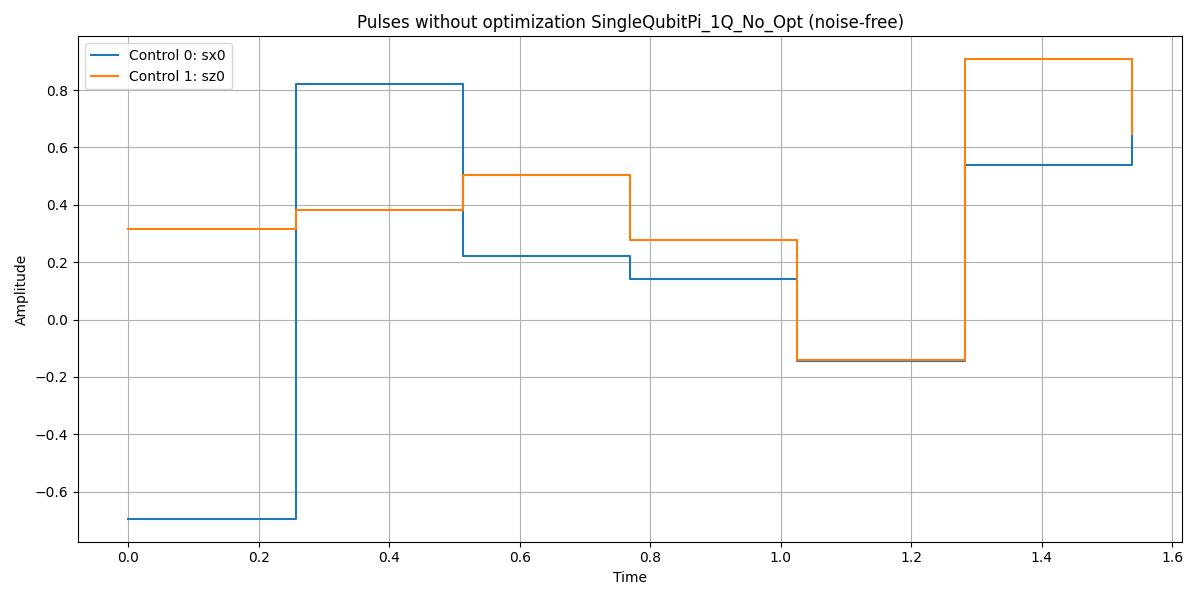 Pulses without optimization SingleQubitPi_1Q_No_Opt (noise-free)
Control 0: sx0
Control 1: sz0
Amplitude
0.8
0.6
0.4
0.2
0.0
−0.2
−0.4
−0.6
0.0 0.2 0.4 0.6 0.8 1.0 1.2 1.4 1.6
Time